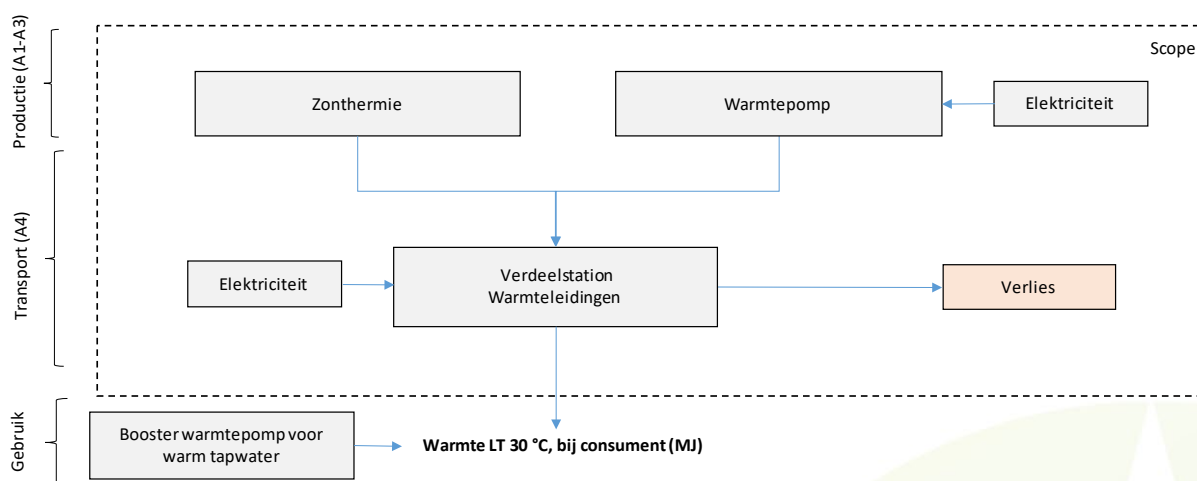 Productie (A1-A3)
Scope
Zonthermie
Warmtepomp
Elektriciteit
Transport (A4)
Elektriciteit
Verdeelstation
Warmteleidingen
Verlies
Gebruik
Booster warmtepomp voor
warm tapwater
Warmte LT 30 °C, bij consument (MJ)